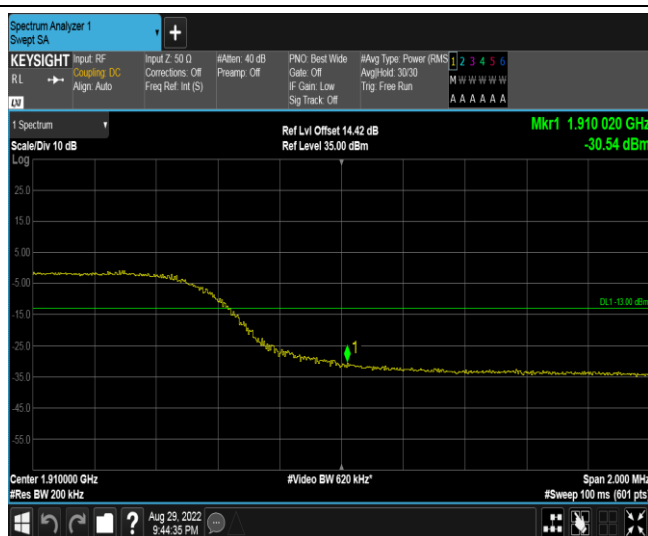 Spectrum Analyzer 1
Swept SA
+
KEYSIGHT
RL
Input: RF
Coupling: DC
Align: Auto
Input Z: 50 Ω
Corrections: Off
Freq Ref: Int (S)
#Atten: 40 dB
Preamp: Off
PNO: Best Wide
Gate: Off
IF Gain: Low
Sig Track: Off
#Avg Type: Power (RMS
Avg|Hold: 30/30
Trig: Free Run
1 2 3 4 5 6
M W W W W W
A A A A A A
1 Spectrum
Scale/Div 10 dB
Log
Ref Lvl Offset 14.42 dB
Ref Level 35.00 dBm
Mkr1 1.910 020 GHz
-30.54 dBm
25.0
15.0
5.00
-5.00
DL1 -13.00 dBm
-15.0
-25.0
1
-35.0
-45.0
-55.0
Center 1.910000 GHz
#Res BW 200 kHz
#Video BW 620 kHz*
Span 2.000 MHz
#Sweep 100 ms (601 pts)
?
Aug 29, 2022
9:44:35 PM